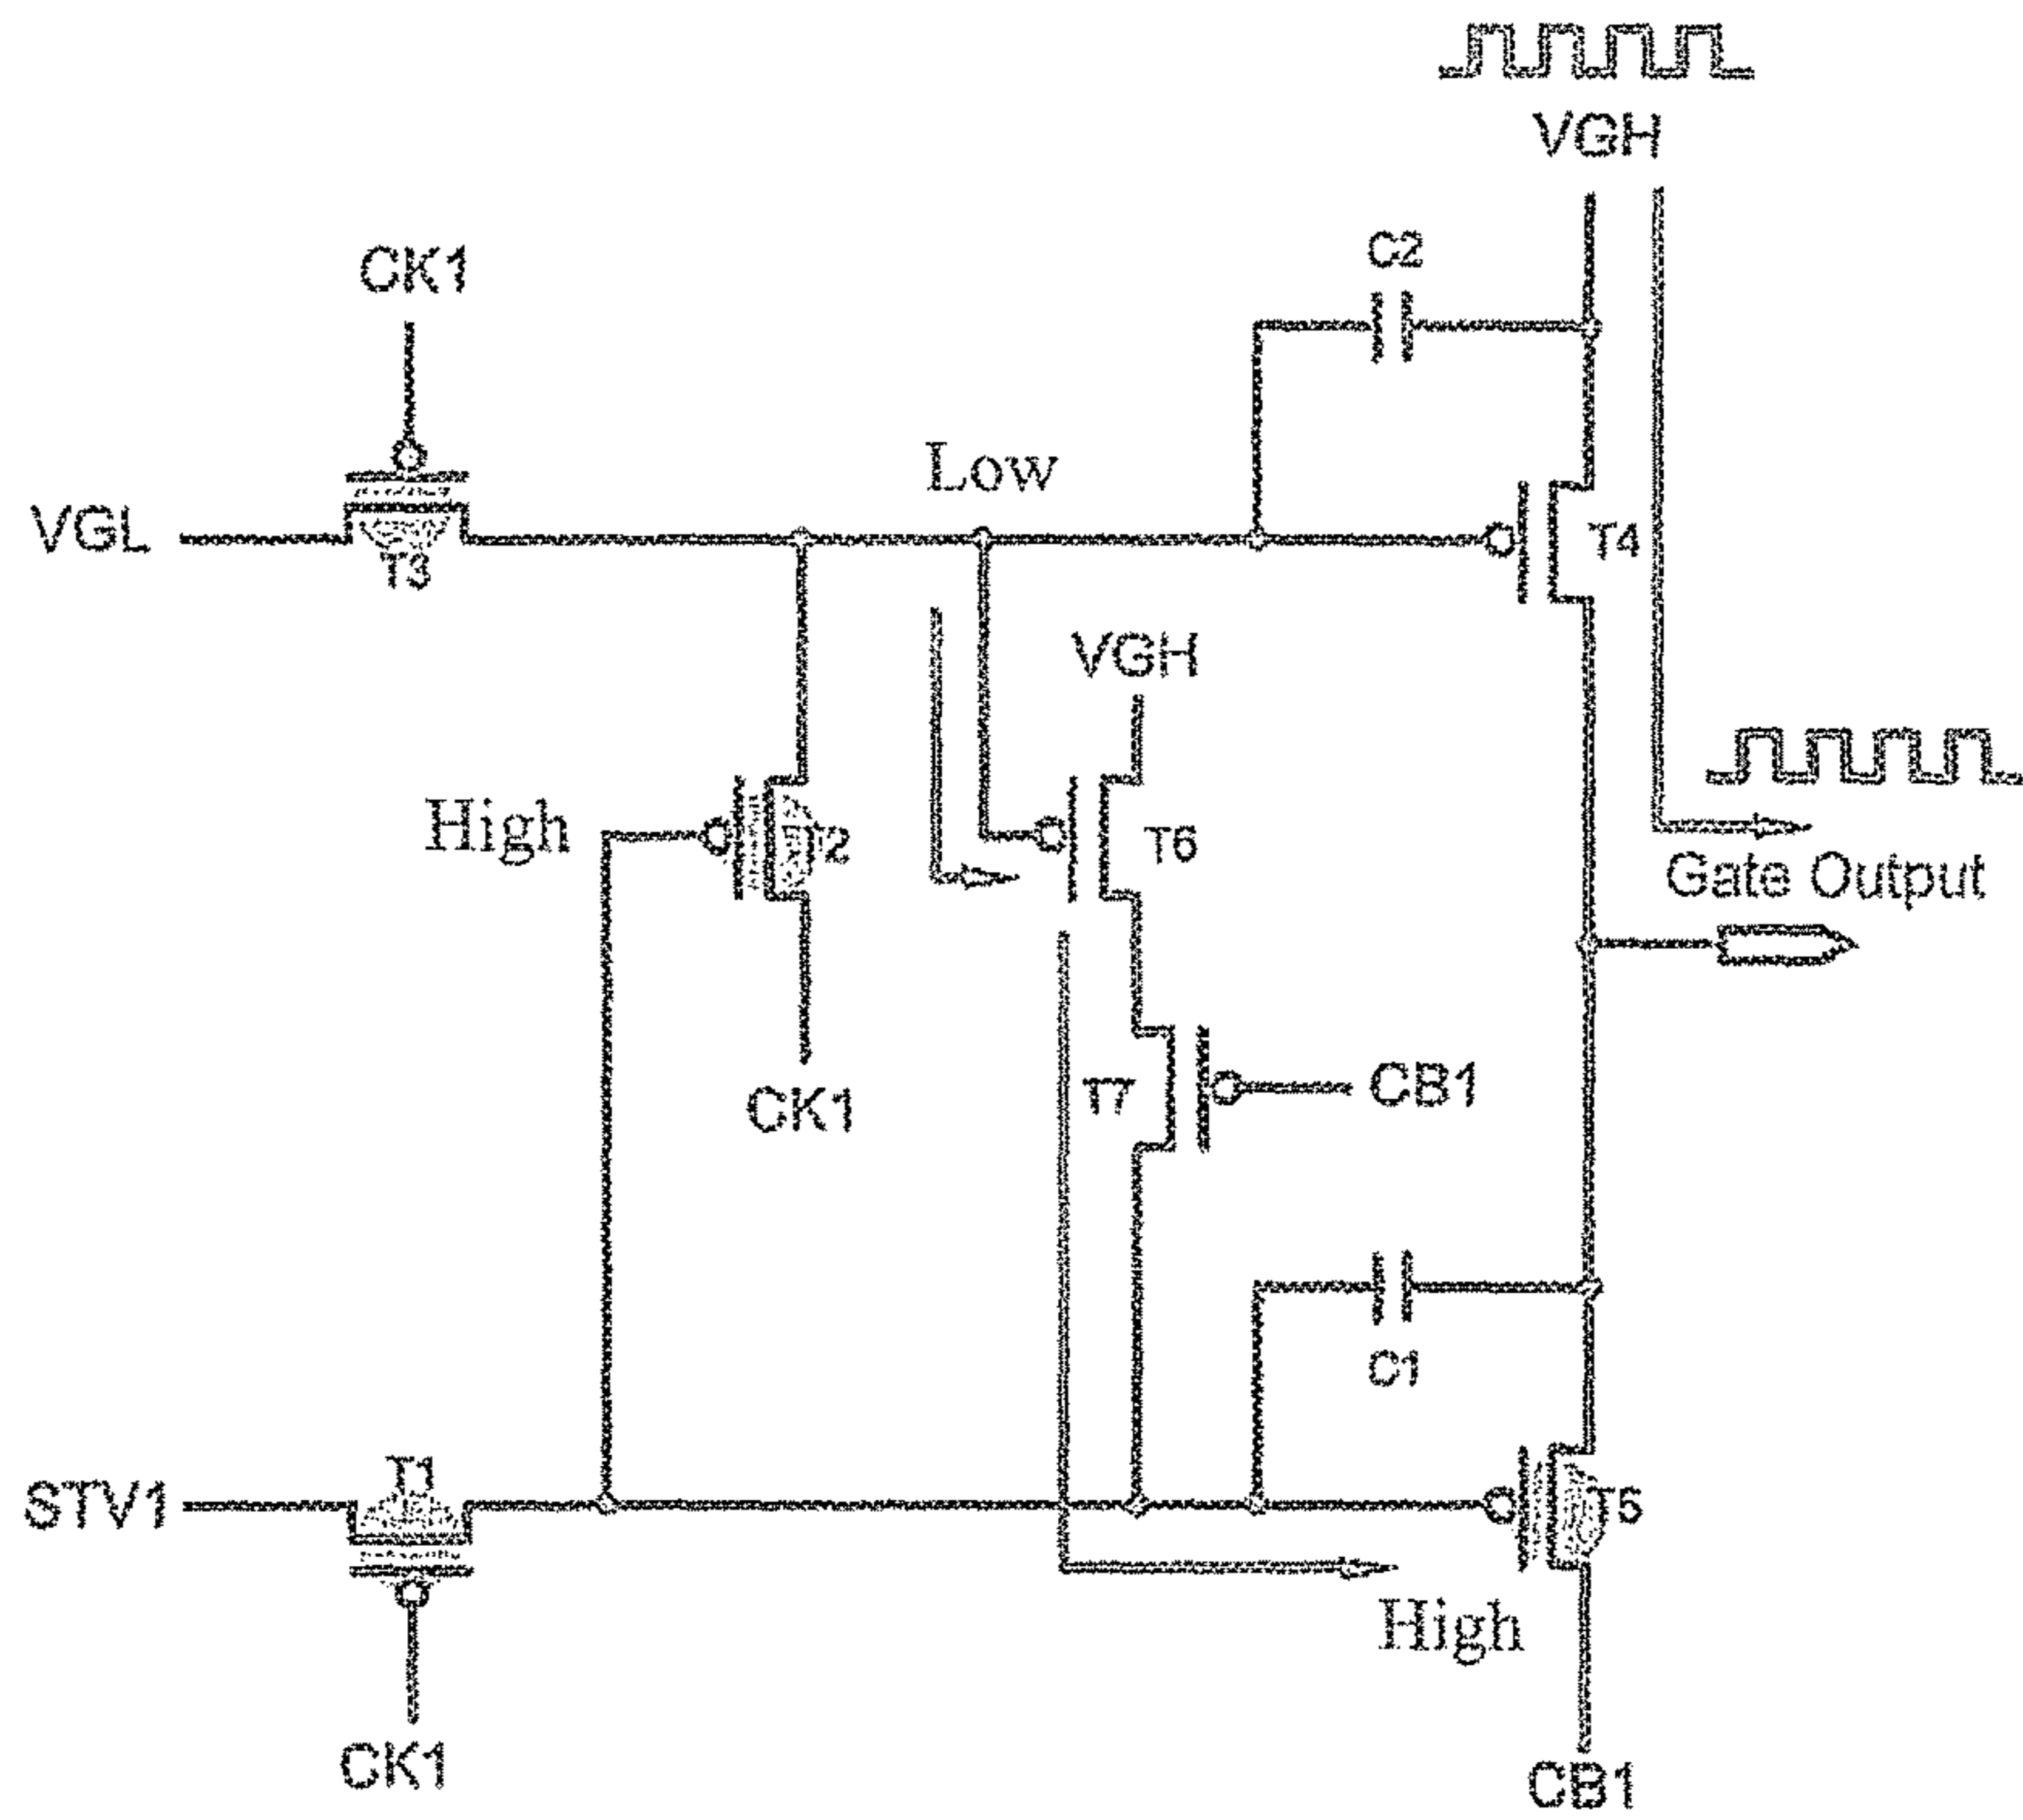 VGH
C2
CK1
Low
VGL
T3
T4
VGH
High
T2
T6
Gate Output
T7
CB1
CK1
C1
T1
STV1
T5
High
CK1
CB1